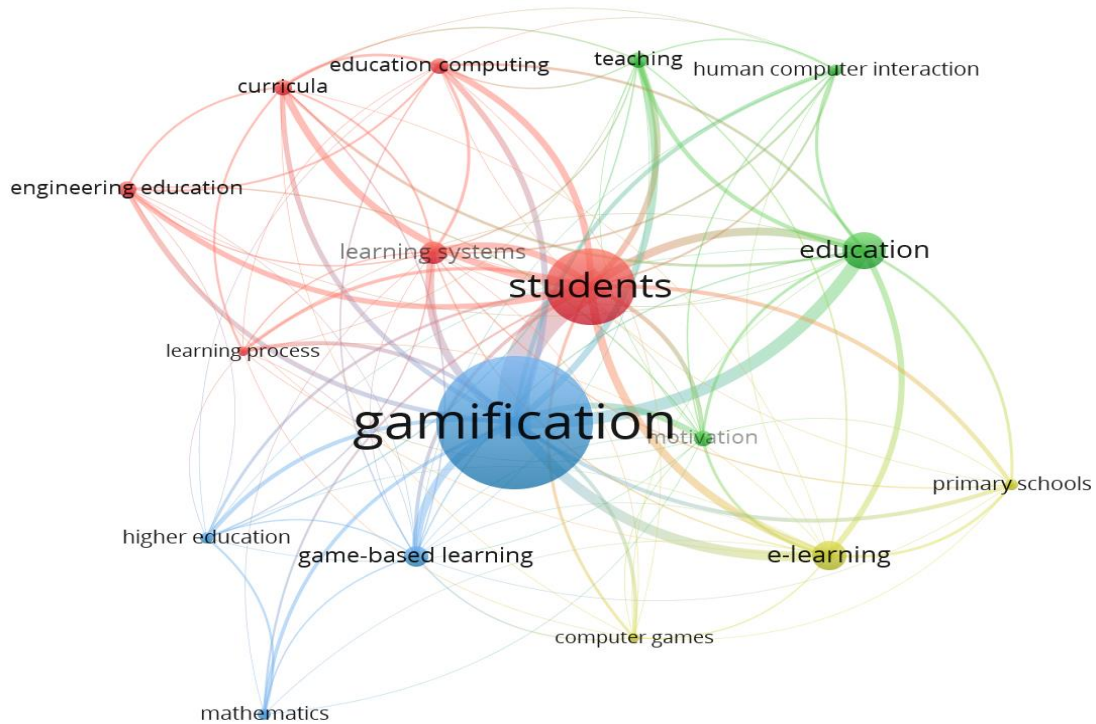 teaching
education computing
human computer interaction
curricula
engineering education
learning systems
education
students
learning process
gamification
motivation
primary schools
higher education
game-based learning
e-learning
computer games
mathematics